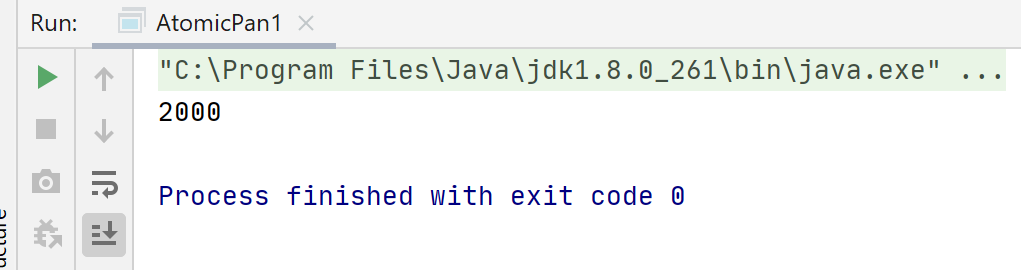 Run: AtomicPan1
"C:\Program Files\Java\jdk1.8.0_261\bin\java.exe" ...
2000
Process finished with exit code 0